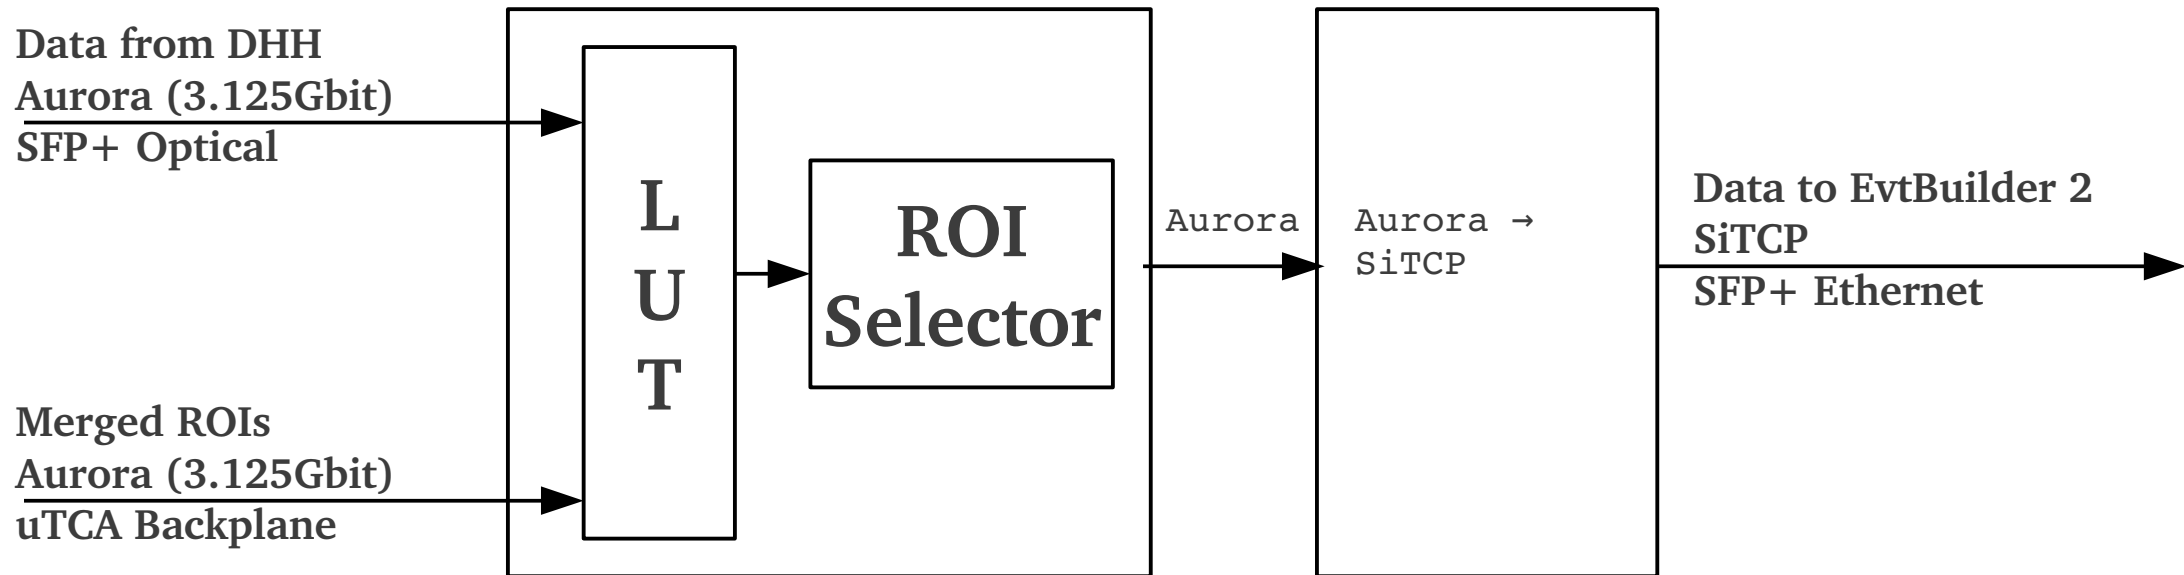 Data from DHH
Aurora (3.125Gbit)
SFP+ Optical
Merged ROIs
Aurora (3.125Gbit)
uTCA Backplane
L
U
T
ROI
Selector
Aurora
Aurora →
SiTCP
Data to EvtBuilder 2
SiTCP
SFP+ Ethernet